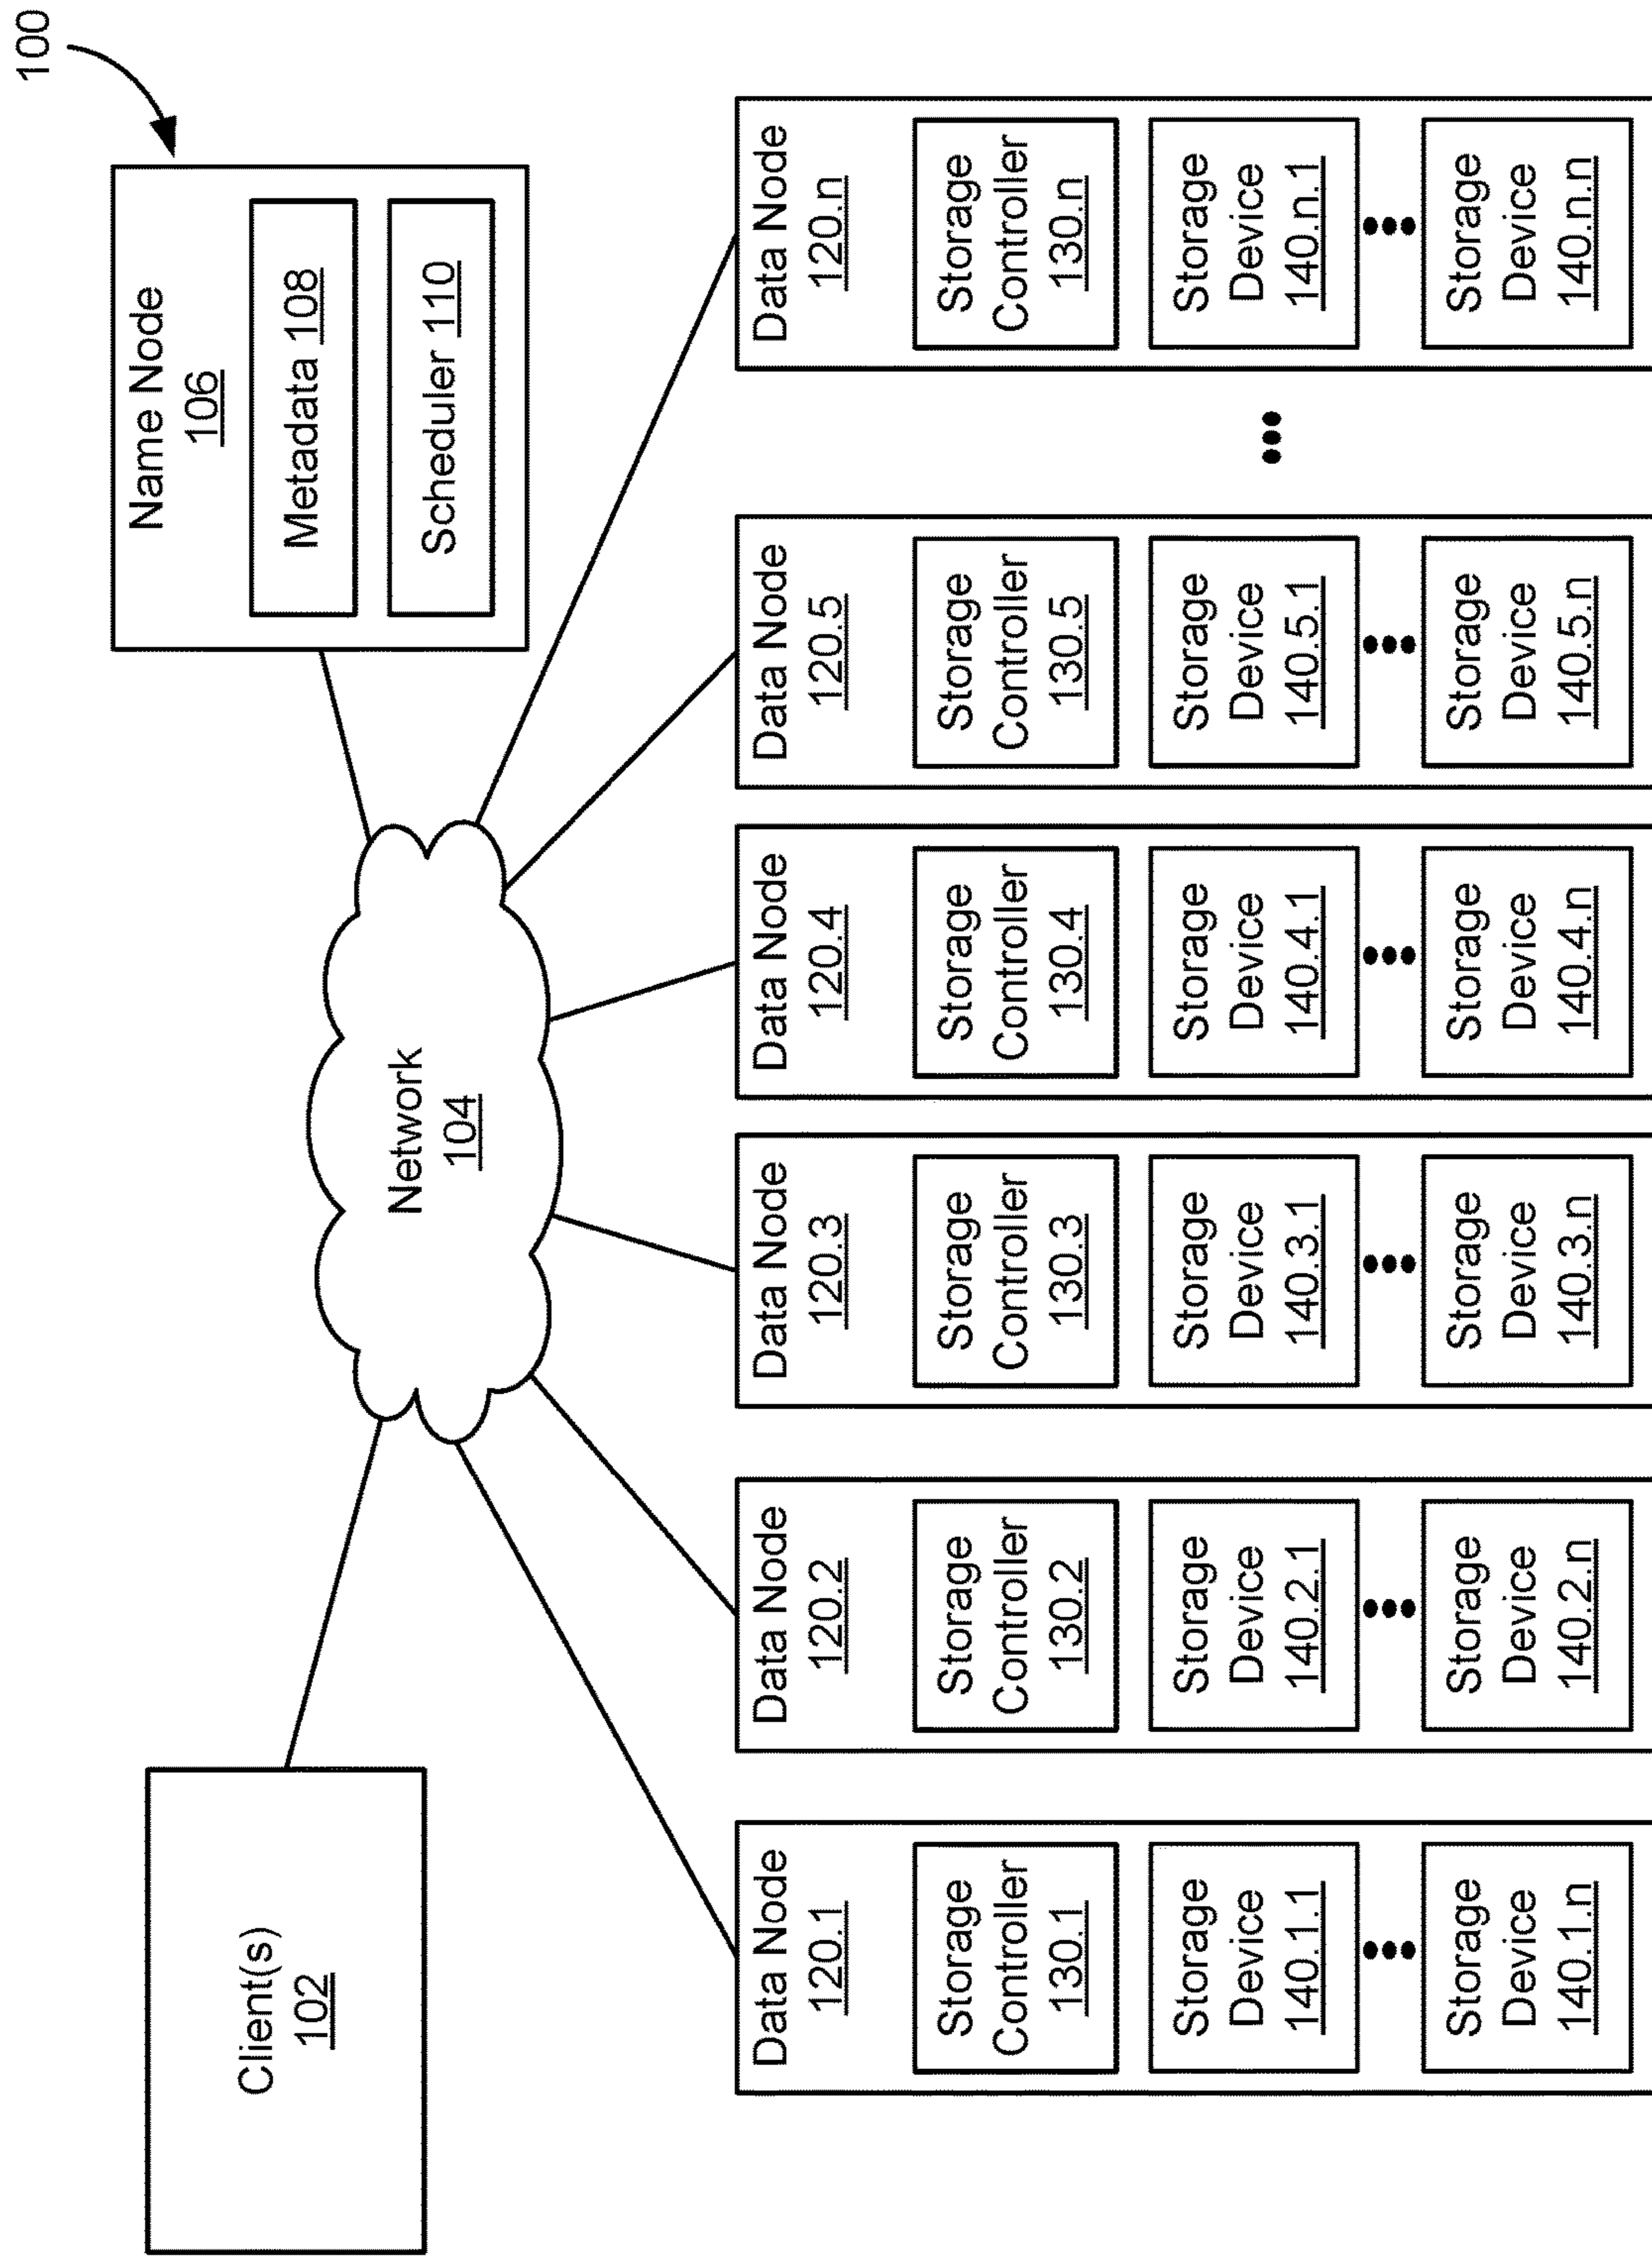 100
Client(s)
102
Network
104
Name Node
106
Metadata 108
Scheduler 110
Data Node
120.1
Storage
Controller
130.1
Storage
Device
140.1.1
Storage
Device
140.1.n
Data Node
120.2
Storage
Controller
130.2
Storage
Device
140.2.1
Storage
Device
140.2.n
Data Node
120.3
Storage
Controller
130.3
Storage
Device
140.3.1
Storage
Device
140.3.n
Data Node
120.4
Storage
Controller
130.4
Storage
Device
140.4.1
Storage
Device
140.4.n
Data Node
120.5
Storage
Controller
130.5
Storage
Device
140.5.1
Storage
Device
140.5.n
Data Node
120.n
Storage
Controller
130.n
Storage
Device
140.n.1
Storage
Device
140.n.n